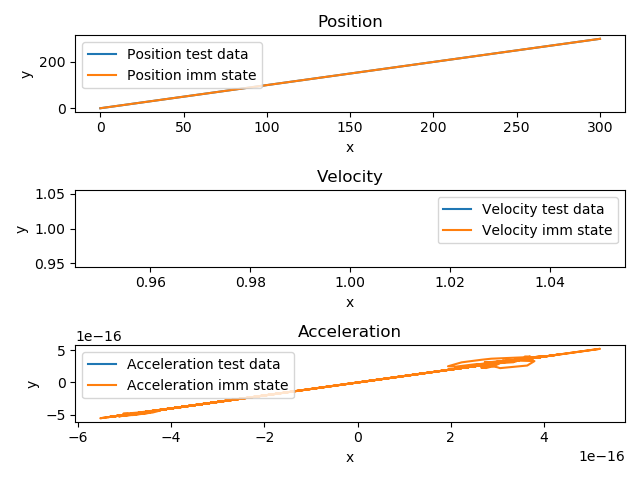 Position
200
0
y
Position test data
Position imm state
0 50 100 150 200 250 300
x
Velocity
1.05
1.00
0.95
y
Velocity test data
Velocity imm state
0.96 0.98 1.00 1.02 1.04
x
Acceleration
1e−16
5
0
−5
y
Acceleration test data
Acceleration imm state
−6 −4 −2 0 2 4
x
1e−16